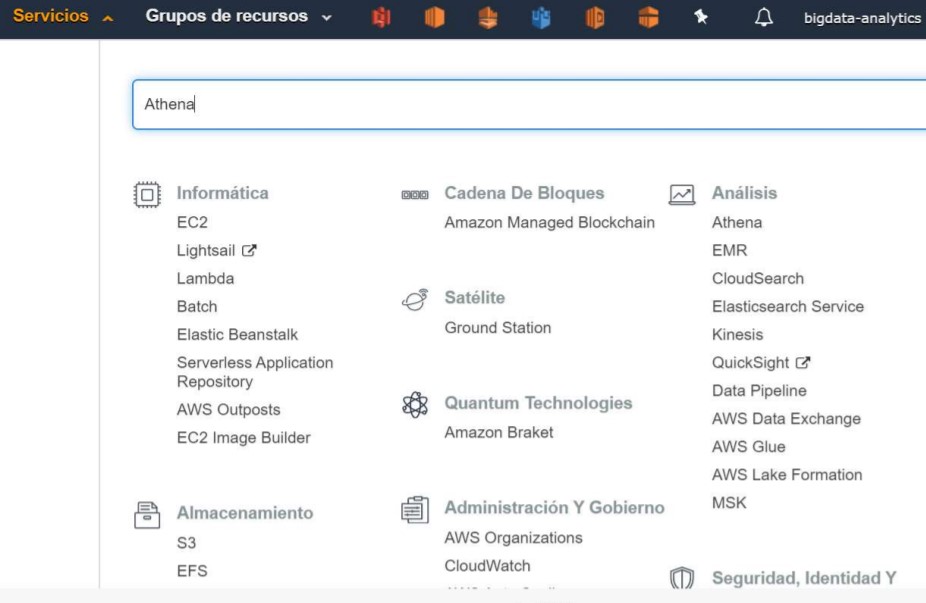 Servicios
Grupos de recursos
bigdata-analytics
Athena
Informática
EC2
Lightsail
Lambda
Batch
Elastic Beanstalk
Serverless Application
Repository
AWS Outposts
EC2 Image Builder
Almacenamiento
S3
EFS
Cadena De Bloques
Amazon Managed Blockchain
Satélite
Ground Station
Quantum Technologies
Amazon Braket
Administración Y Gobierno
AWS Organizations
CloudWatch
Análisis
Athena
EMR
CloudSearch
Elasticsearch Service
Kinesis
QuickSight
Data Pipeline
AWS Data Exchange
AWS Glue
AWS Lake Formation
MSK
Seguridad, Identidad Y